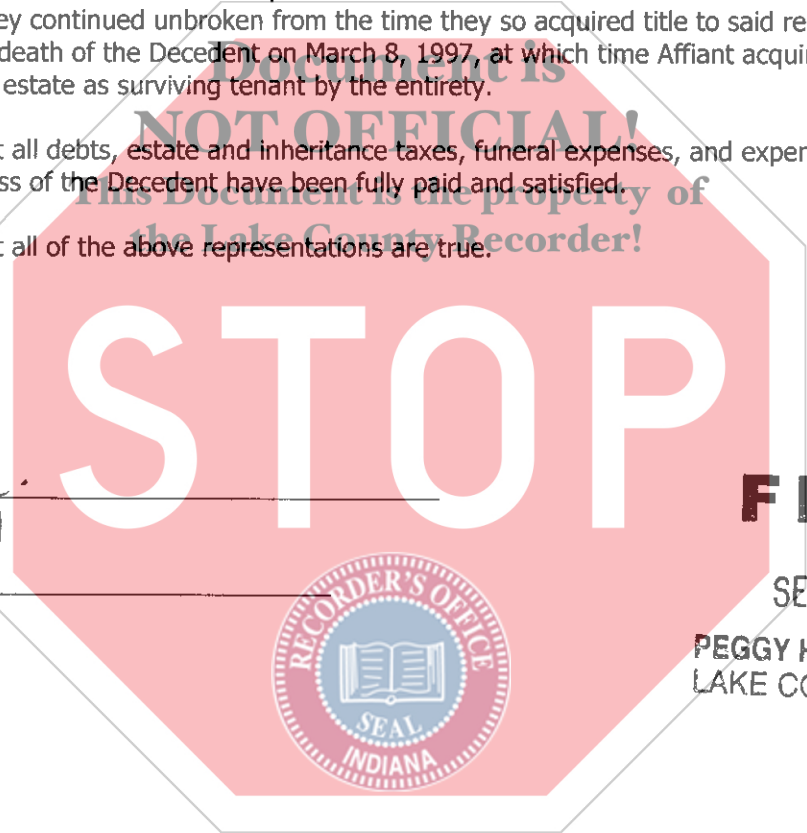 ey continued unbroken from the time they so acquired title to said re
death of the Decedent on March 8, 1997, at which time Affiant acqui
estate as surviving tenant by the entirety.
Document is
NOT OFFICIAL!
This Document is the property of
the Lake County Recorder!
t all debts, estate and inheritance taxes, funeral expenses, and expen
ss of the Decedent have been fully paid and satisfied.
t all of the above representations are true.
STOP
F
SE
PEGGY H
LAKE CO
RECORDER'S OFFICE
SEAL
INDIANA